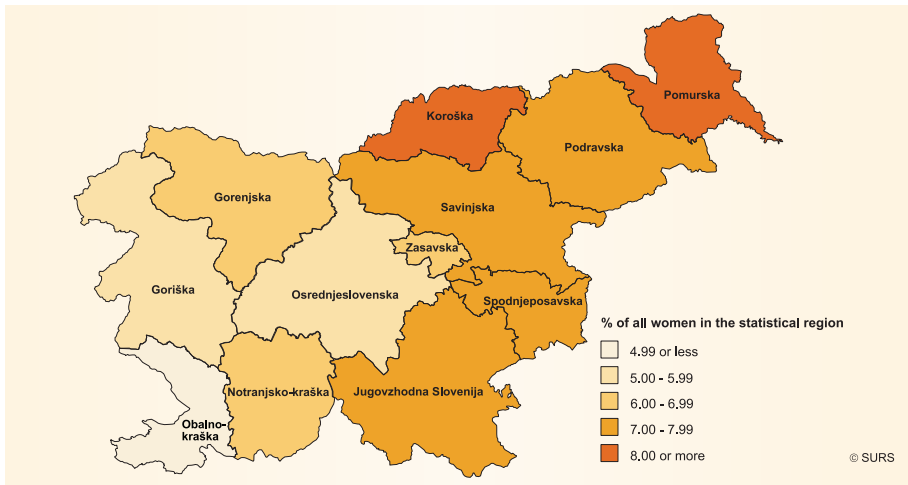 Pomurska
Koroška
Podravska
Gorenjska
Savinjska
Zasavska
Goriška
Osrednjeslovenska
Spodnjeposavska
% of all women in the statistical region
4.99 or less
5.00 - 5.99
Notranjsko-kraška
Jugovzhodna Slovenija
6.00 - 6.99
Obalno-
kraška
7.00 - 7.99
8.00 or more
© SURS